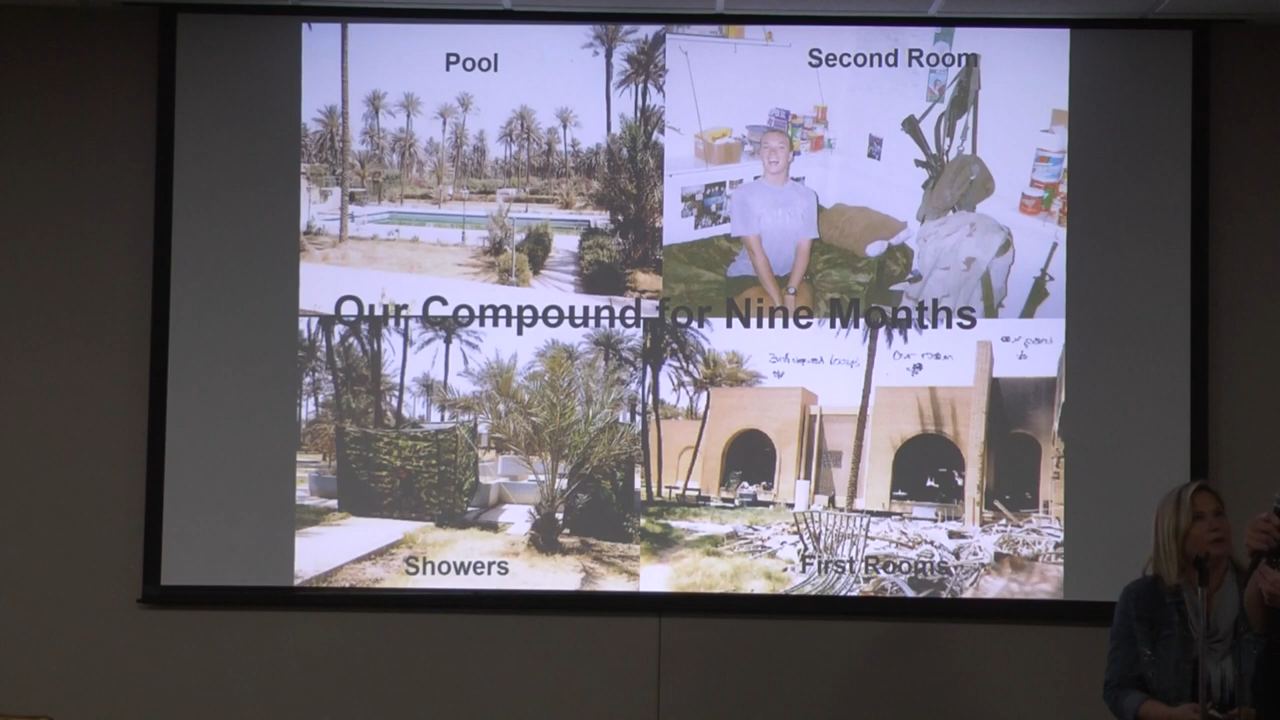 Pool
Second Room
Our Compound for Nine Months
Our room
Showers
First Rooms